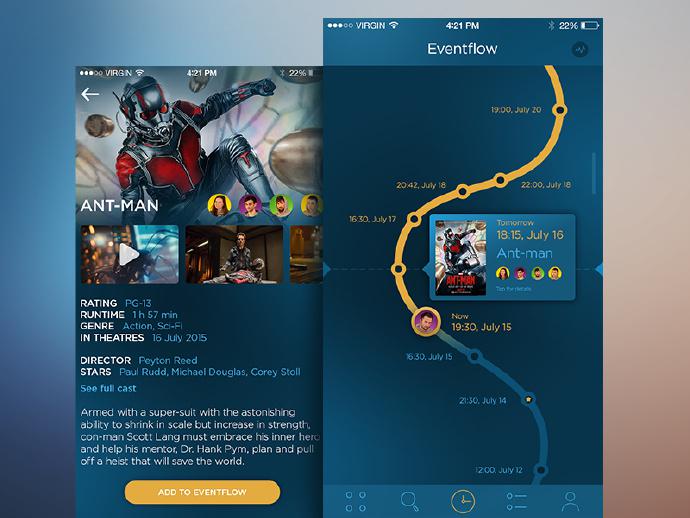 VIRGIN 4:21 PM 22%
ANT-MAN
RATING PG-13
RUNTIME 1 h 57 min
GENRE Action, Sci-Fi
IN THEATRES 16 July 2015
DIRECTOR Peyton Reed
STARS Paul Rudd, Michael Douglas, Corey Stoll
See full cast
Armed with a super-suit with the astonishing
ability to shrink in scale but increase in strength,
con-man Scott Lang must embrace his inner hero
and help his mentor, Dr. Hank Pym, plan and pull
off a heist that will save the world.
ADD TO EVENTFLOW
VIRGIN 4:21 PM 22%
Eventflow
19:00, July 20
20:42, July 18
22:00, July 18
16:30, July 17
Tomorrow
18:15, July 16
Ant-man
Tap for details
ANT-MAN
Now
19:30, July 15
16:30, July 15
21:30, July 14
12:00, July 12